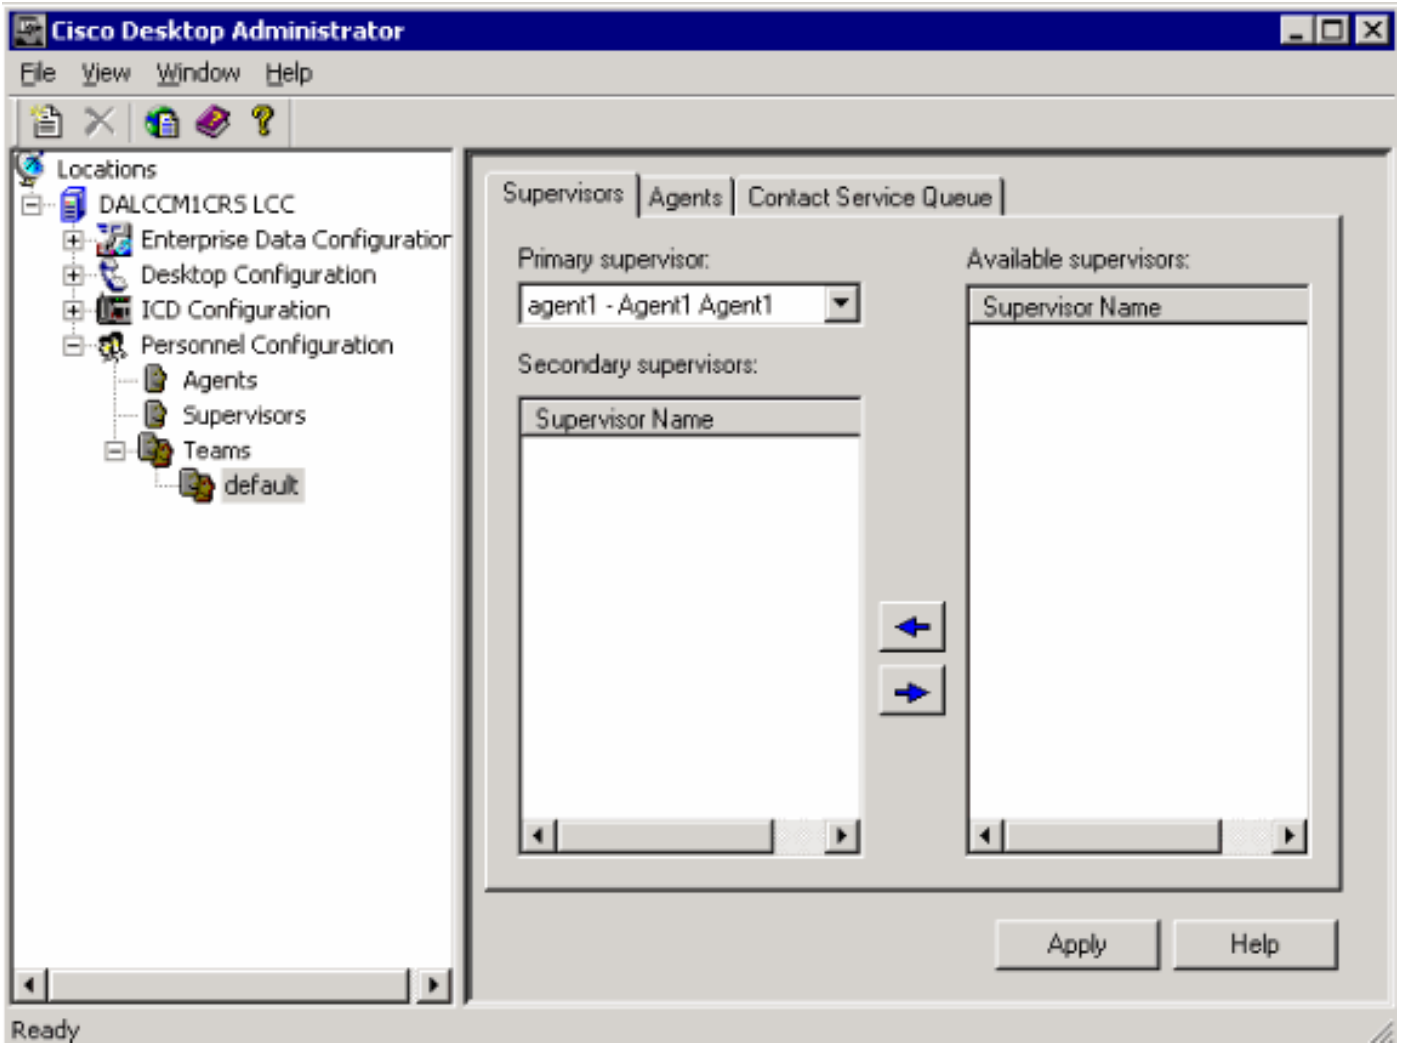 Cisco Desktop Administrator
File View Window Help
Locations
DALCCM1CRS LCC
Enterprise Data Configuration
Desktop Configuration
ICD Configuration
Personnel Configuration
Agents
Supervisors
Teams
default
Supervisors Agents Contact Service Queue
Primary supervisor: Available supervisors:
agent1 - Agent1 Agent1 Supervisor Name
Secondary supervisors:
Supervisor Name
Apply Help
Ready